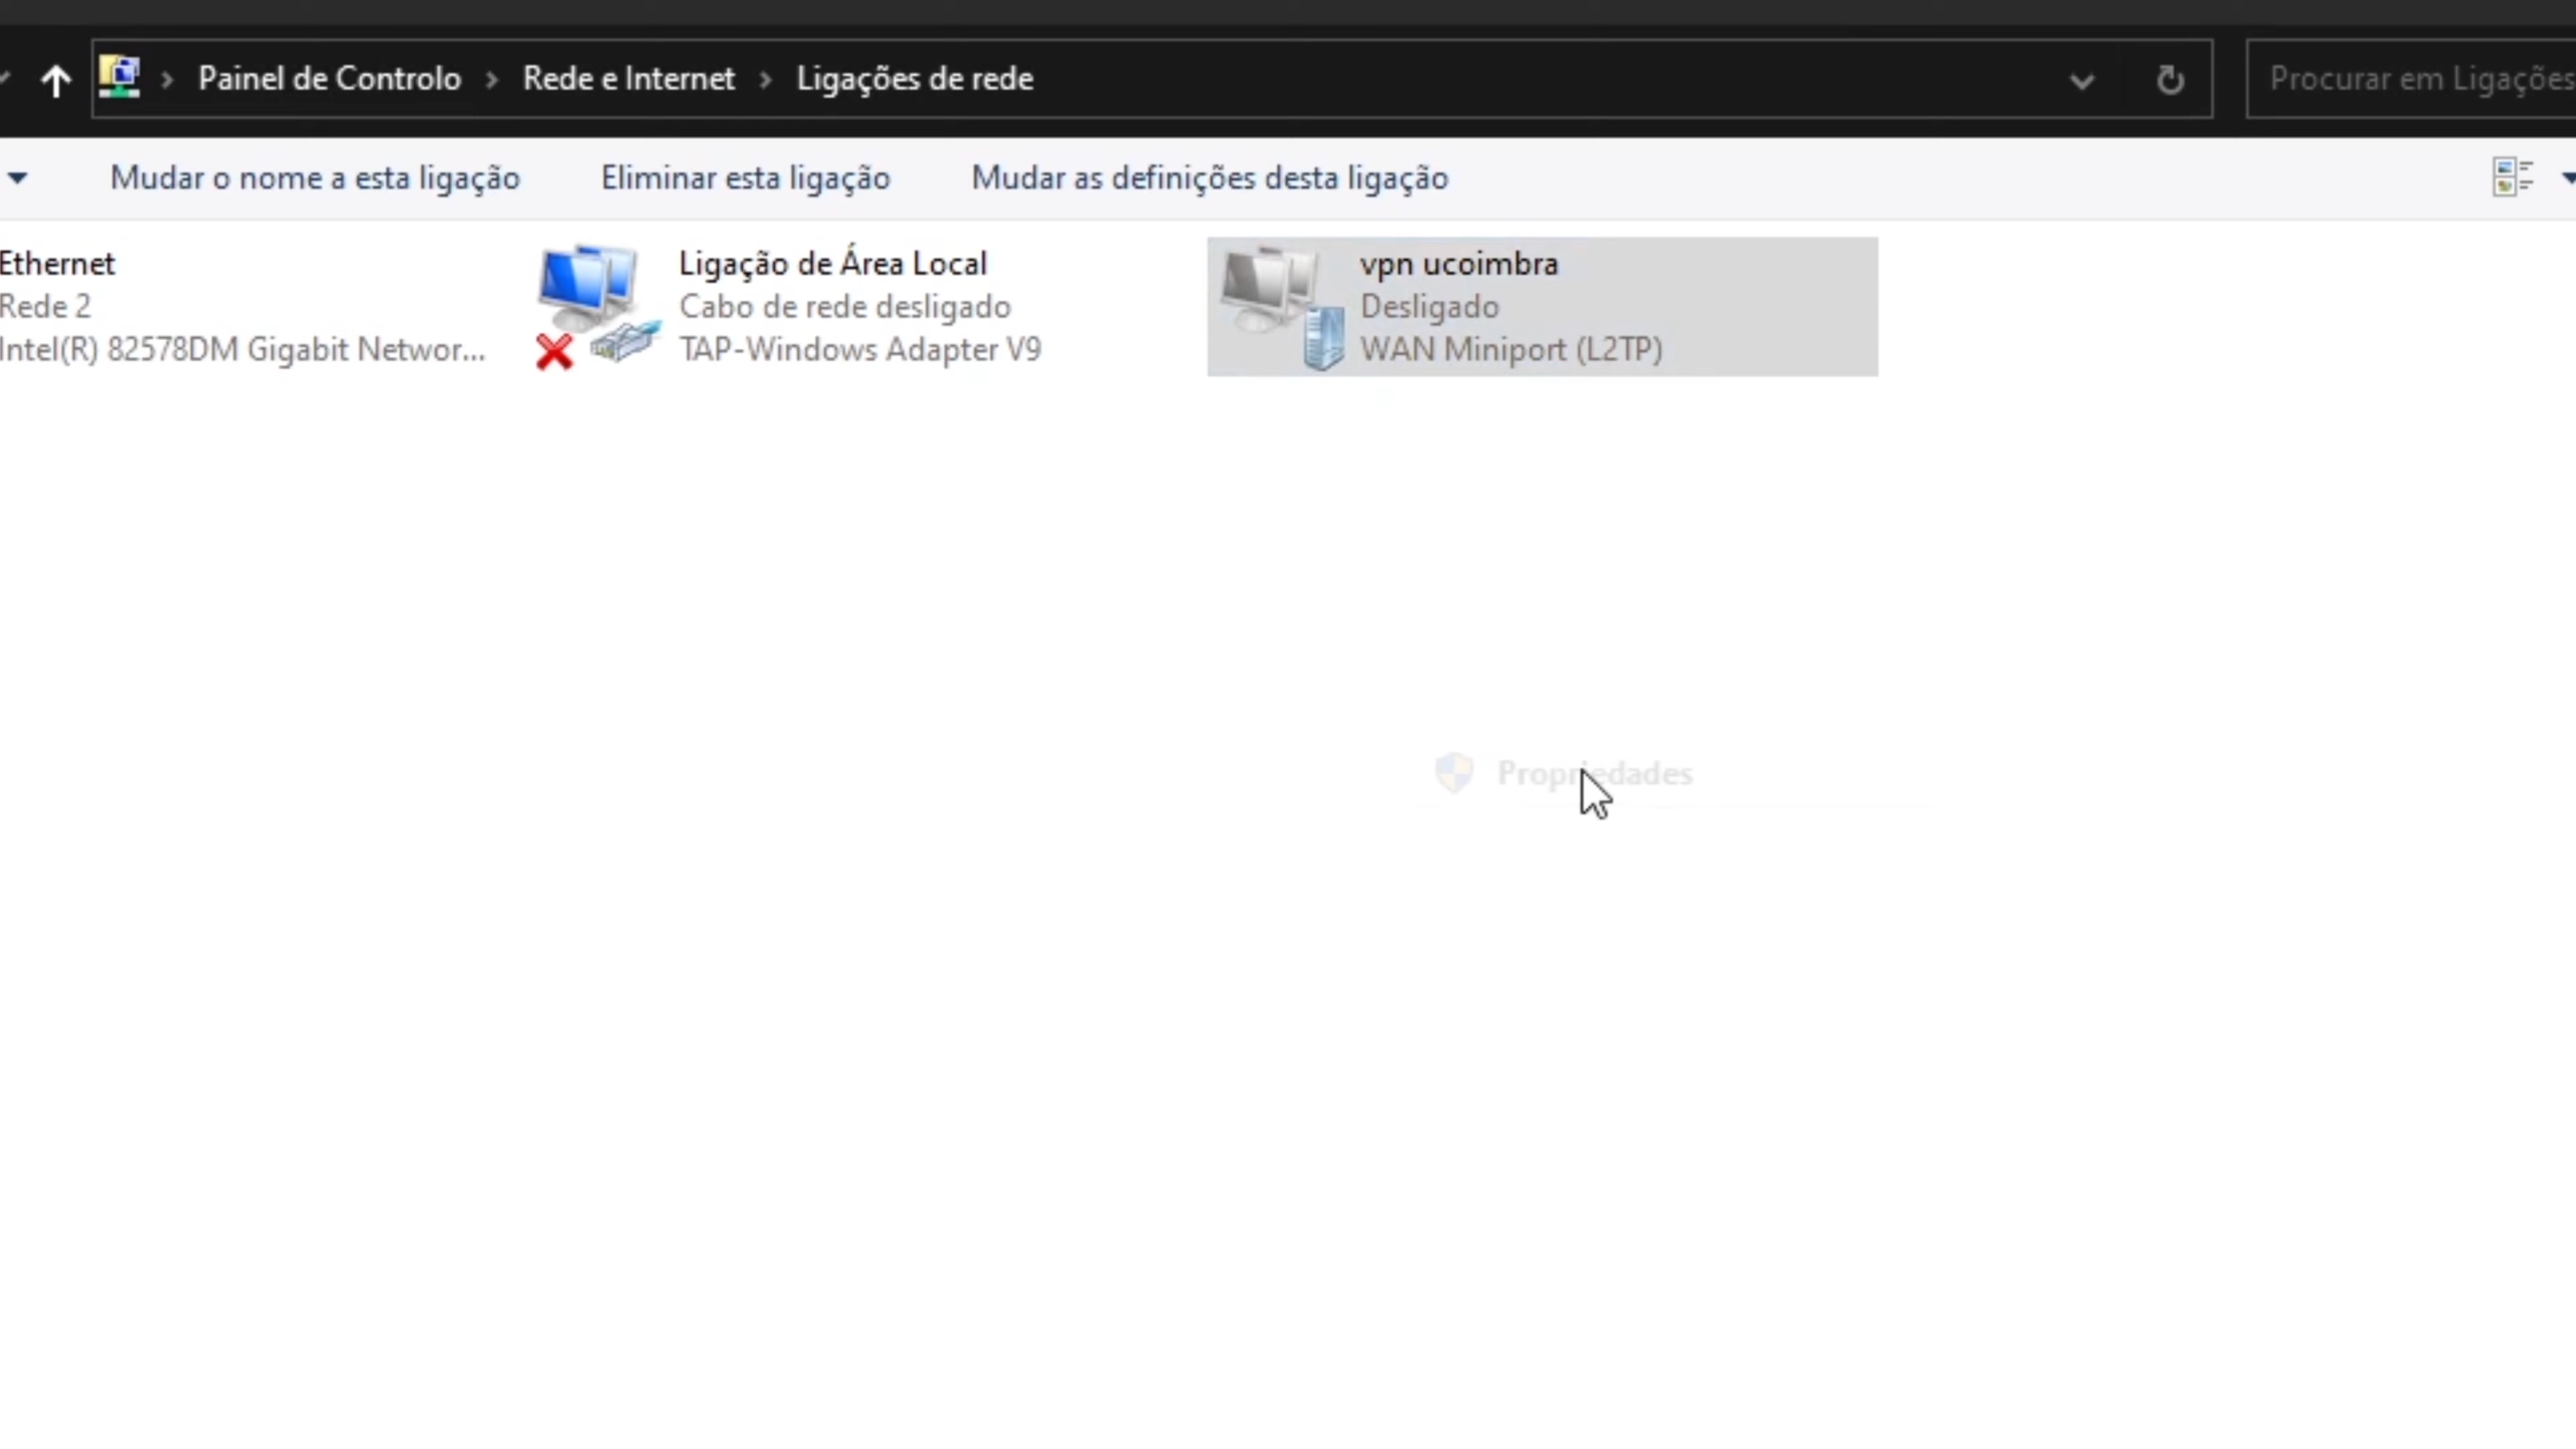 Painel de Controlo > Rede e Internet > Ligações de rede
Procurar em Ligações
Mudar o nome a esta ligação
Eliminar esta ligação
Mudar as definições desta ligação
Ethernet
Rede 2
Intel(R) 82578DM Gigabit Networ...
Ligação de Área Local
Cabo de rede desligado
TAP-Windows Adapter V9
vpn ucoimbra
Desligado
WAN Miniport (L2TP)
Propriedades